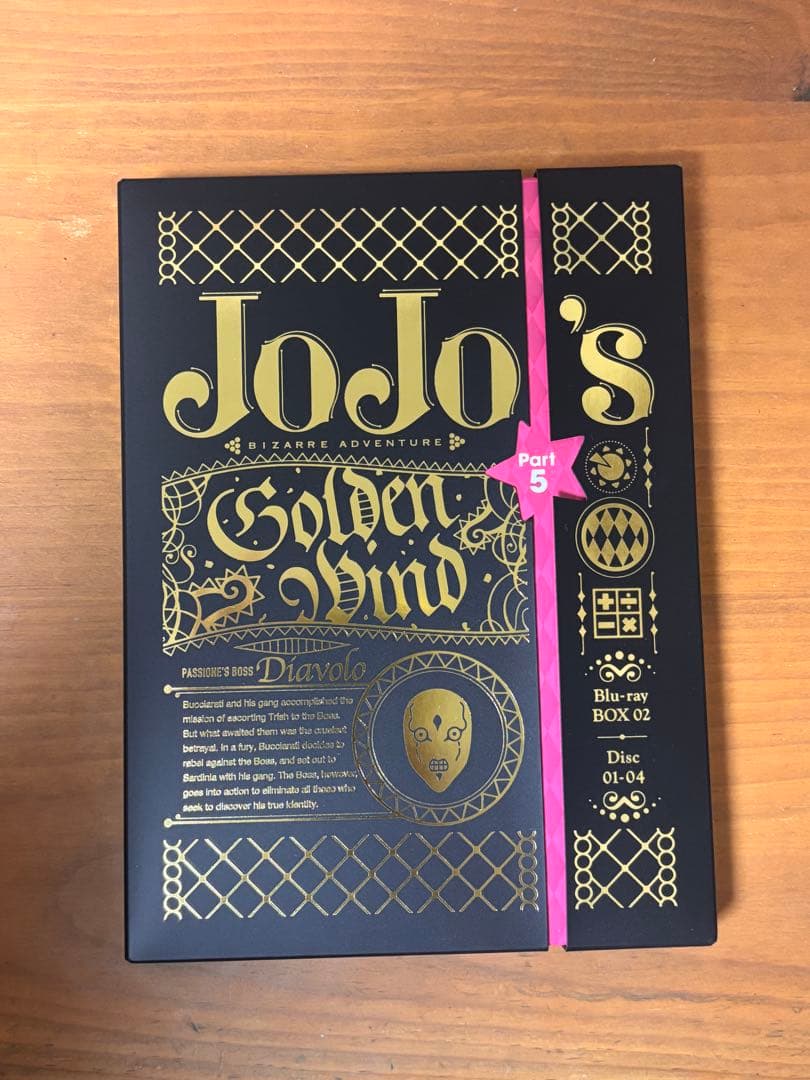 JoJo's
BIZARRE ADVENTURE
Part
5
Golden
Wind
PASSIONE'S BOSS Diavolo
Bucciarati and his gang accomplished the
mission of escorting Trish to the Boss.
But what awaited them was the cruelest
betrayal. In a fury, Bucciarati decides to
rebel against the Boss, and set out to
Sardinia with his gang. The Boss, however,
goes into action to eliminate all those who
seek to discover his true identity.
Blu-ray
BOX 02
Disc
01-04